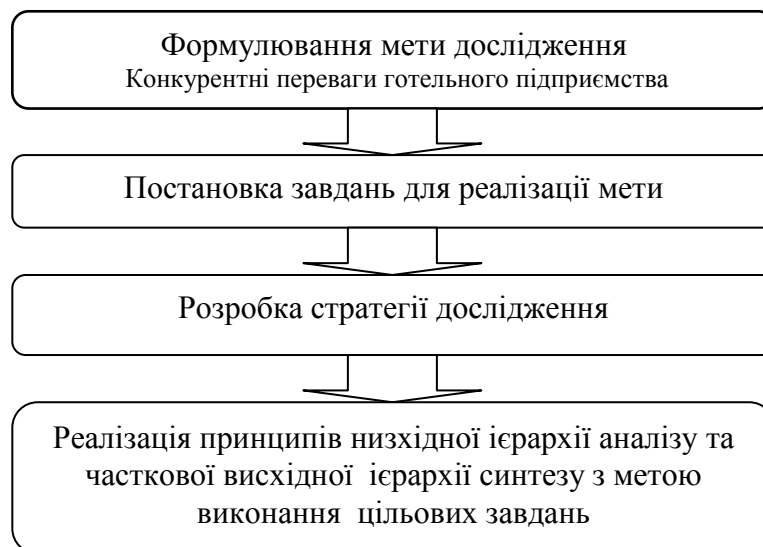 Формулювання мети дослідження
Конкурентні переваги готельного підприємства
Постановка завдань для реалізації мети
Розробка стратегії дослідження
Реалізація принципів низхідної ієрархії аналізу та
часткової висхідної ієрархії синтезу з метою
виконання цільових завдань